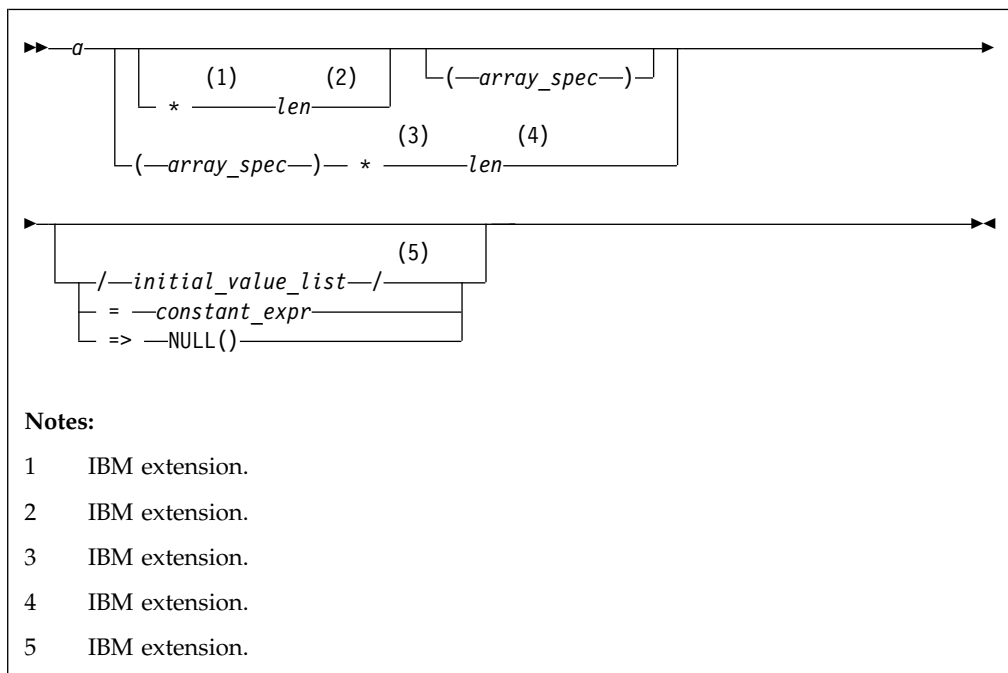 ►►─a
(1) (2) (─array_spec─)
* len
(3) (4)
(─array_spec─)─ * len
(5)
/─initial_value_list─/
= ─constant_expr
=> ─NULL()
Notes:
1 IBM extension.
2 IBM extension.
3 IBM extension.
4 IBM extension.
5 IBM extension.